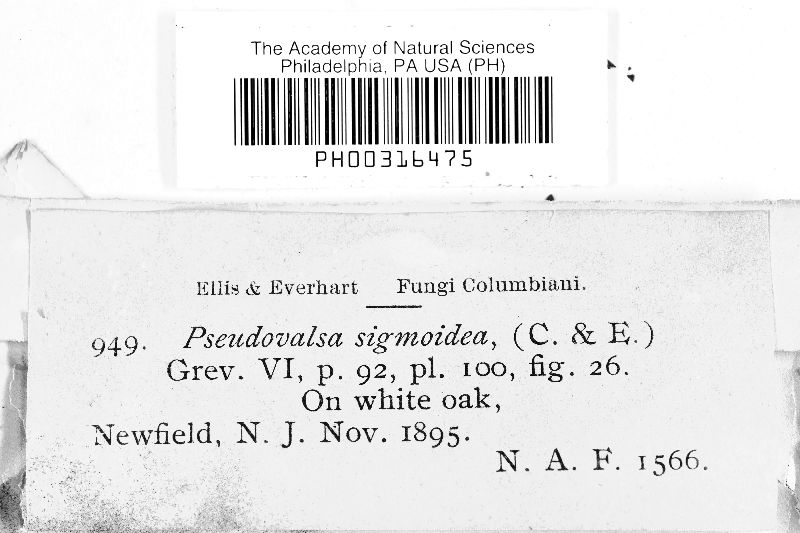 The Academy of Natural Sciences
Philadelphia, PA USA (PH)
PH00316475
Ellis & Everhart Fungi Columbiani.
949. Pseudovalsa sigmoidea, (C. & E.)
Grev. VI, p. 92, pl. 100, fig. 26.
On white oak,
Newfield, N. J. Nov. 1895.
N. A. F. 1566.